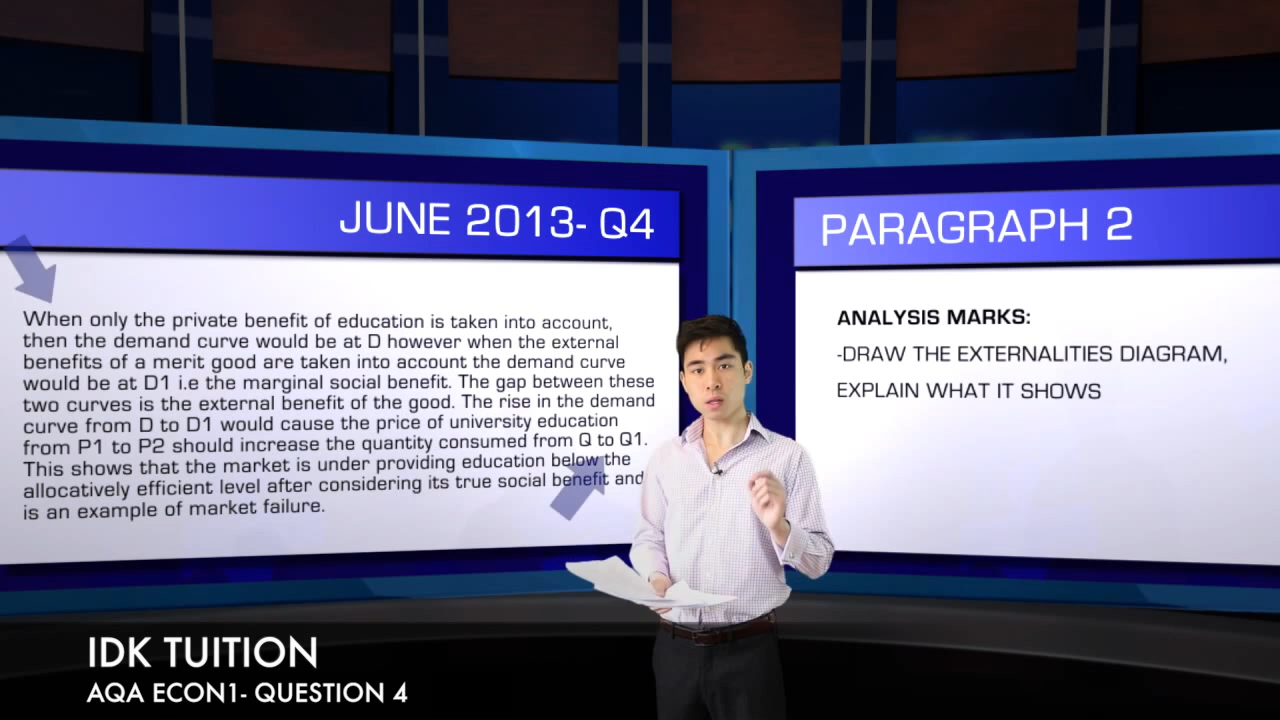 JUNE 2013- Q4
When only the private benefit of education is taken into account,
then the demand curve would be at D however when the external
benefits of a merit good are taken into account the demand curve
would be at D1 i.e the marginal social benefit. The gap between these
two curves is the external benefit of the good. The rise in the demand
curve from D to D1 would cause the price of university education
from P1 to P2 should increase the quantity consumed from Q to Q1.
This shows that the market is under providing education below the
allocatively efficient level after considering its true social benefit and
is an example of market failure.
PARAGRAPH 2
ANALYSIS MARKS:
-DRAW THE EXTERNALITIES DIAGRAM,
EXPLAIN WHAT IT SHOWS
IDK TUITION
AQA ECON1- QUESTION 4